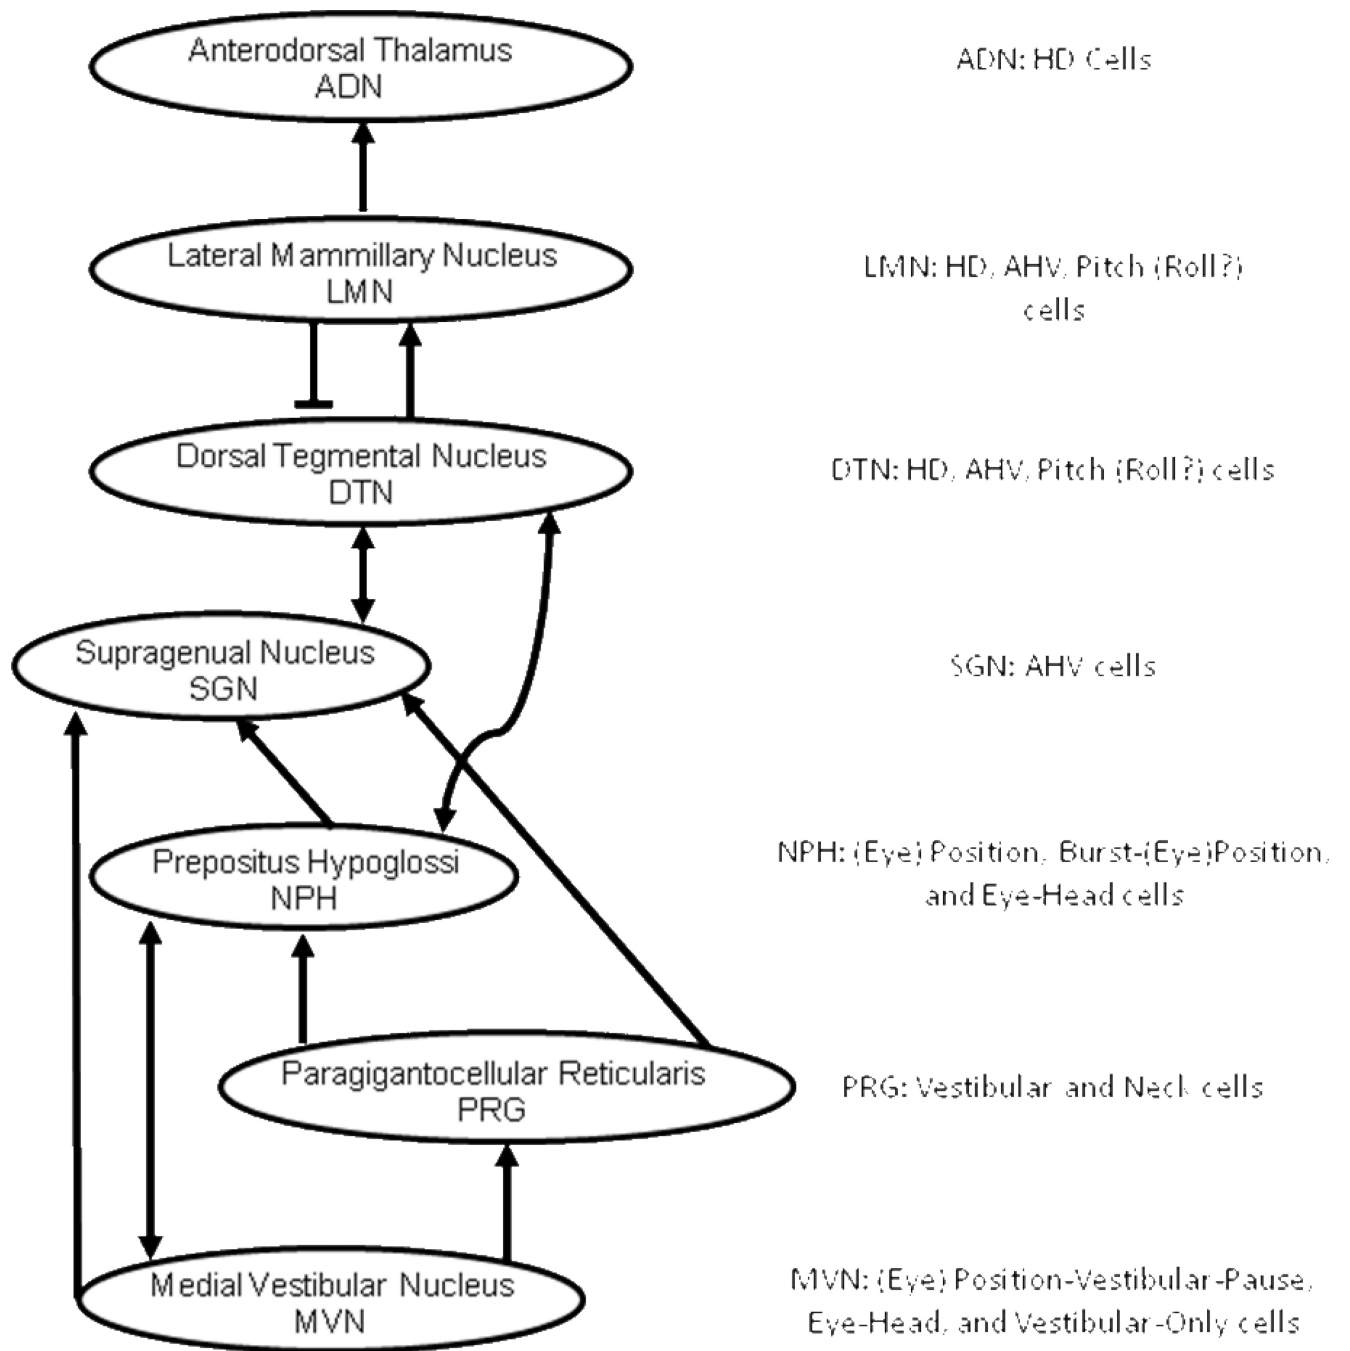 Anterodorsal Thalamus
ADN
ADN: HD Cells
Lateral Mammillary Nucleus
LMN
LMN: HD, AHV, Pitch (Roll?)
cells
Dorsal Tegmental Nucleus
DTN
DTN: HD, AHV, Pitch (Roll?) cells
Supragenual Nucleus
SGN
SGN: AHV cells
Prepositus Hypoglossi
NPH
NPH: (Eye) Position, Burst-(Eye)Position,
and Eye-Head cells
Paragigantocellular Reticularis
PRG
PRG: Vestibular and Neck cells
Medial Vestibular Nucleus
MVN
MVN: (Eye) Position-Vestibular-Pause,
Eye-Head, and Vestibular-Only cells